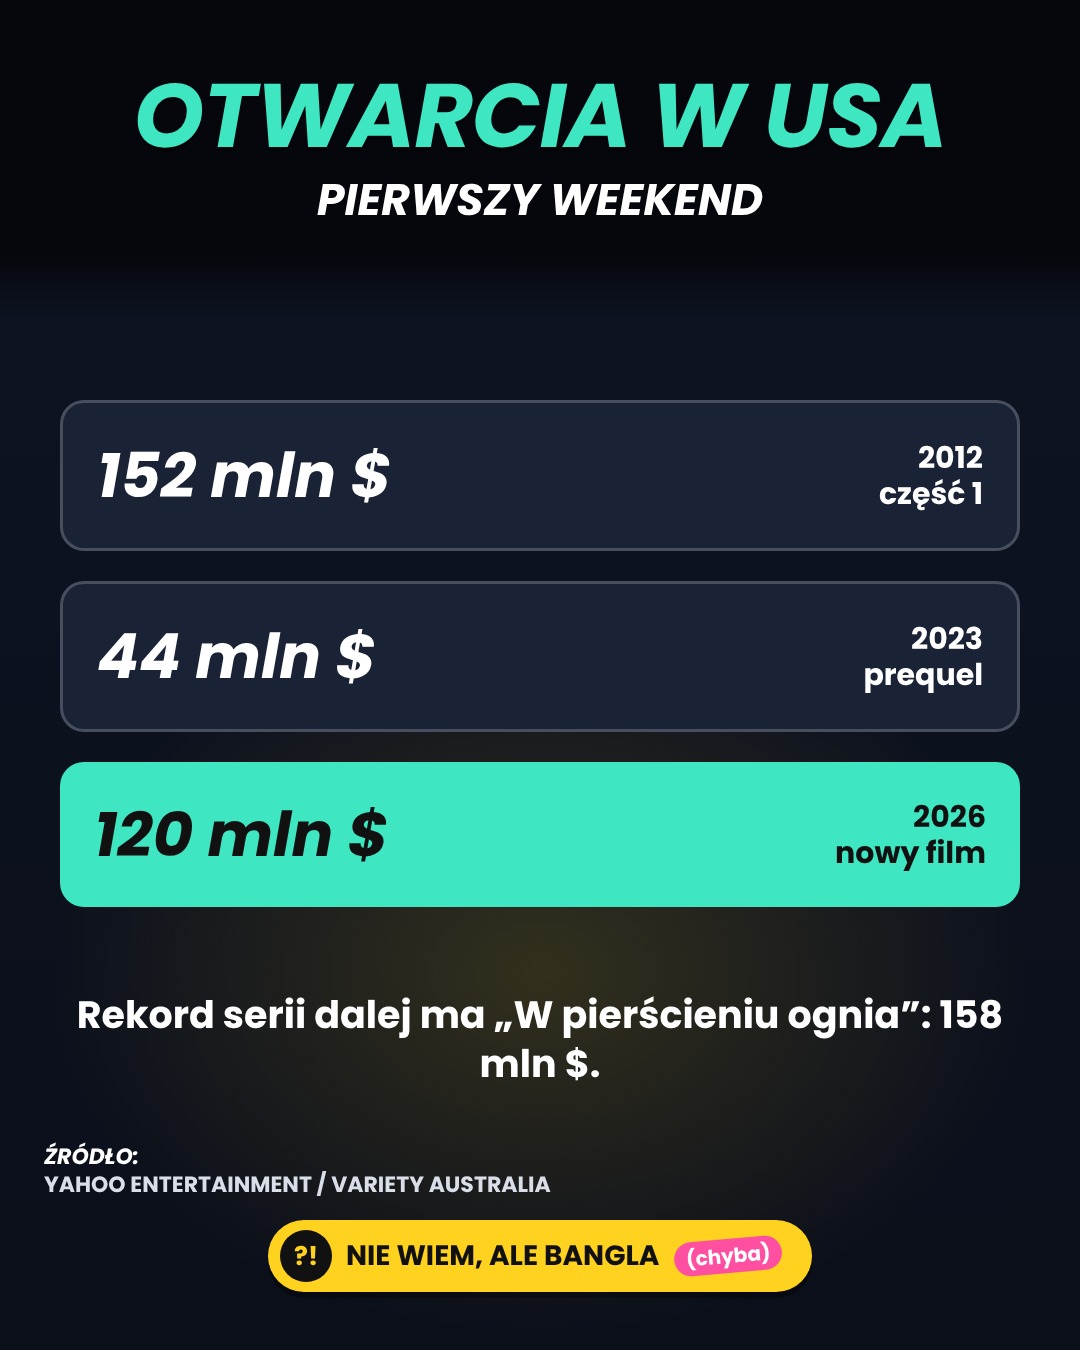 OTWARCIA W USA
PIERWSZY WEEKEND
152 mln $
2012
część 1
44 mln $
2023
prequel
120 mln $
2026
nowy film
Rekord serii dalej ma „W pierścieniu ognia”: 158
mln $.
ŹRÓDŁO:
YAHOO ENTERTAINMENT / VARIETY AUSTRALIA
?! NIE WIEM, ALE BANGLA (chyba)